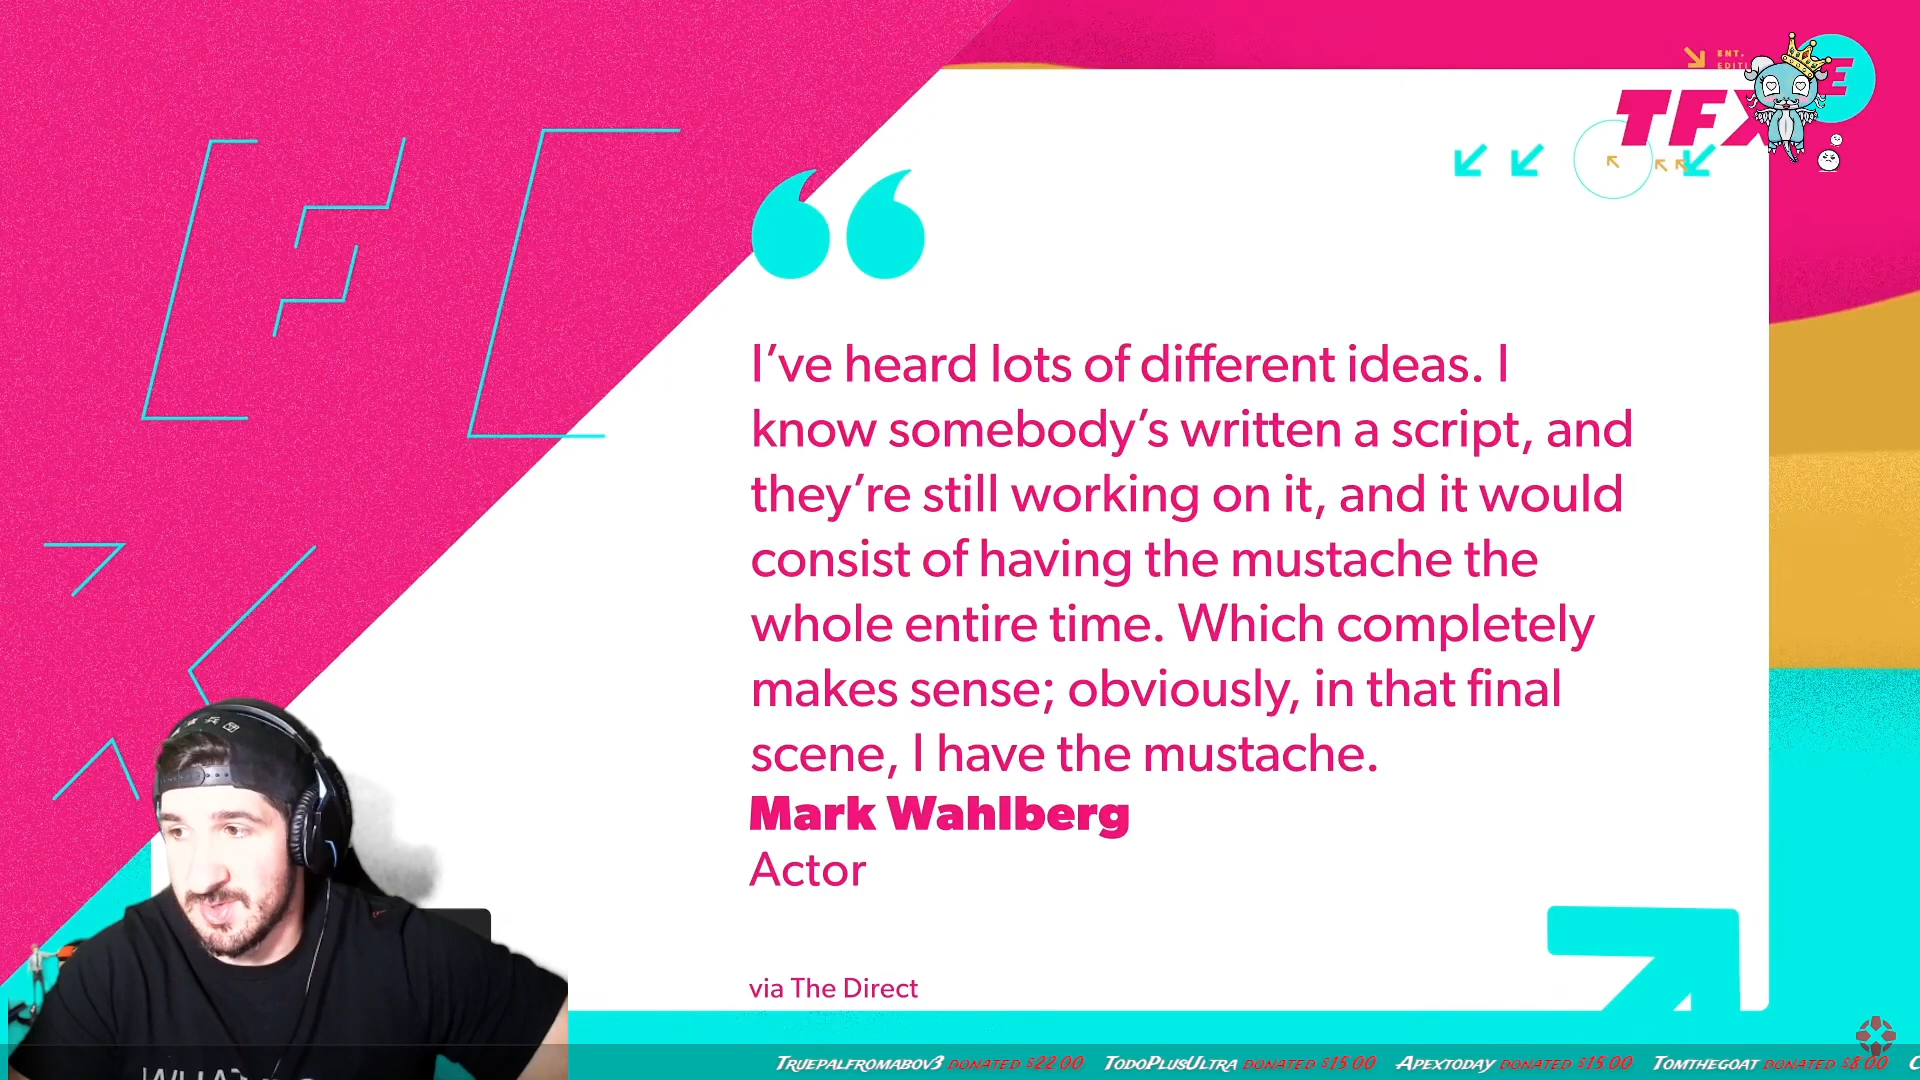 ENT.
EDITI
TFX
E
I’ve heard lots of different ideas. I
know somebody’s written a script, and
they’re still working on it, and it would
consist of having the mustache the
whole entire time. Which completely
makes sense; obviously, in that final
scene, I have the mustache.
Mark Wahlberg
Actor
via The Direct
TRUEPALFROMABOV3 DONATED $22.00 TODOPLUSULTRA DONATED $15.00 APEXTODAY DONATED $15.00 TOMTHEGOAT DONATED $8.00